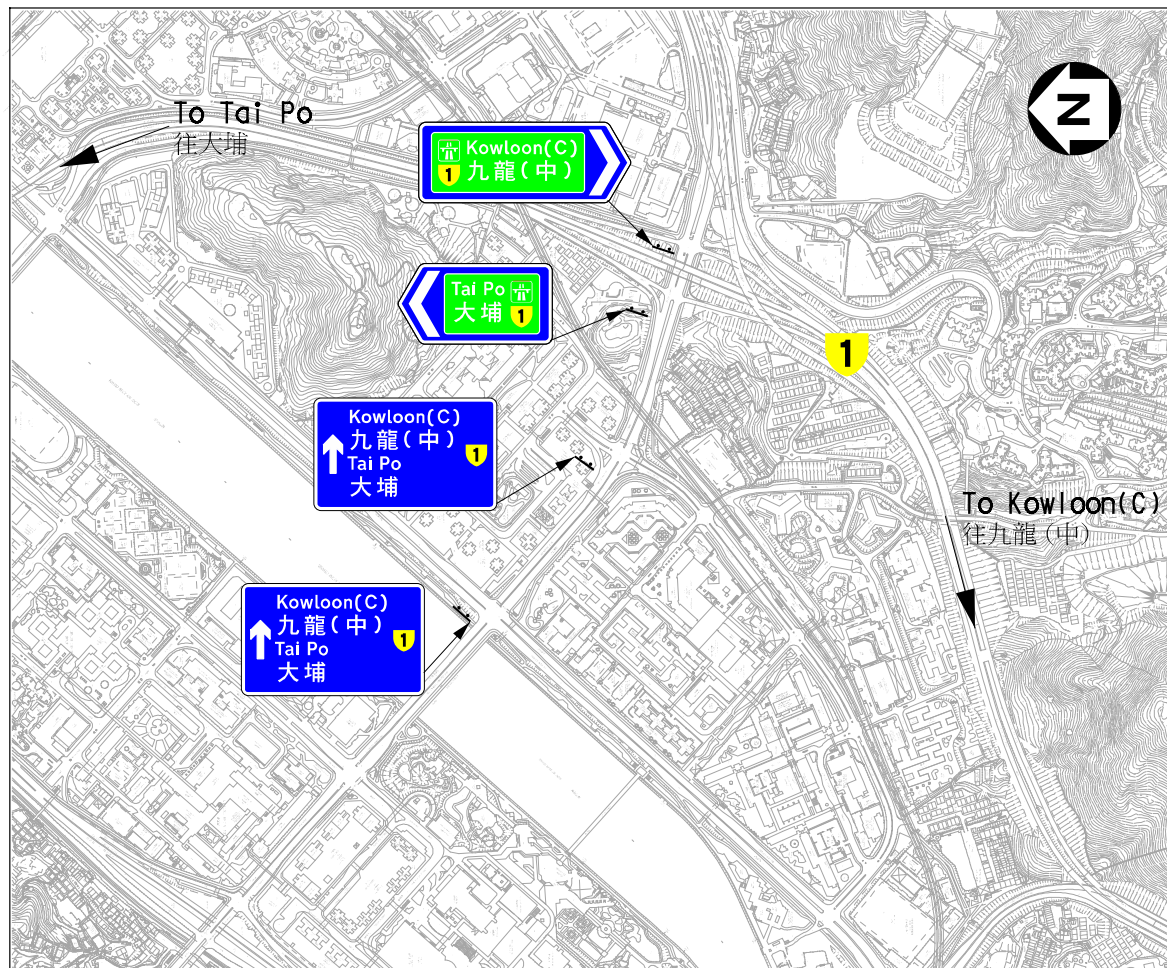 To Tai Po
往大埔
N
Kowloon(C)
1 九龍(中)
Tai Po
大埔 1
1
Kowloon(C)
九龍(中) 1
Tai Po
大埔
To Kowloon(C)
往九龍(中)
Kowloon(C)
九龍(中) 1
Tai Po
大埔